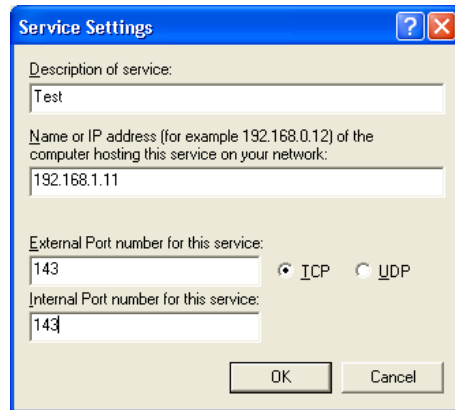 Service Settings
?
X
Description of service:
Test
Name or IP address (for example 192.168.0.12) of the
computer hosting this service on your network:
192.168.1.11
External Port number for this service:
143
TCP
UDP
Internal Port number for this service:
143
OK
Cancel